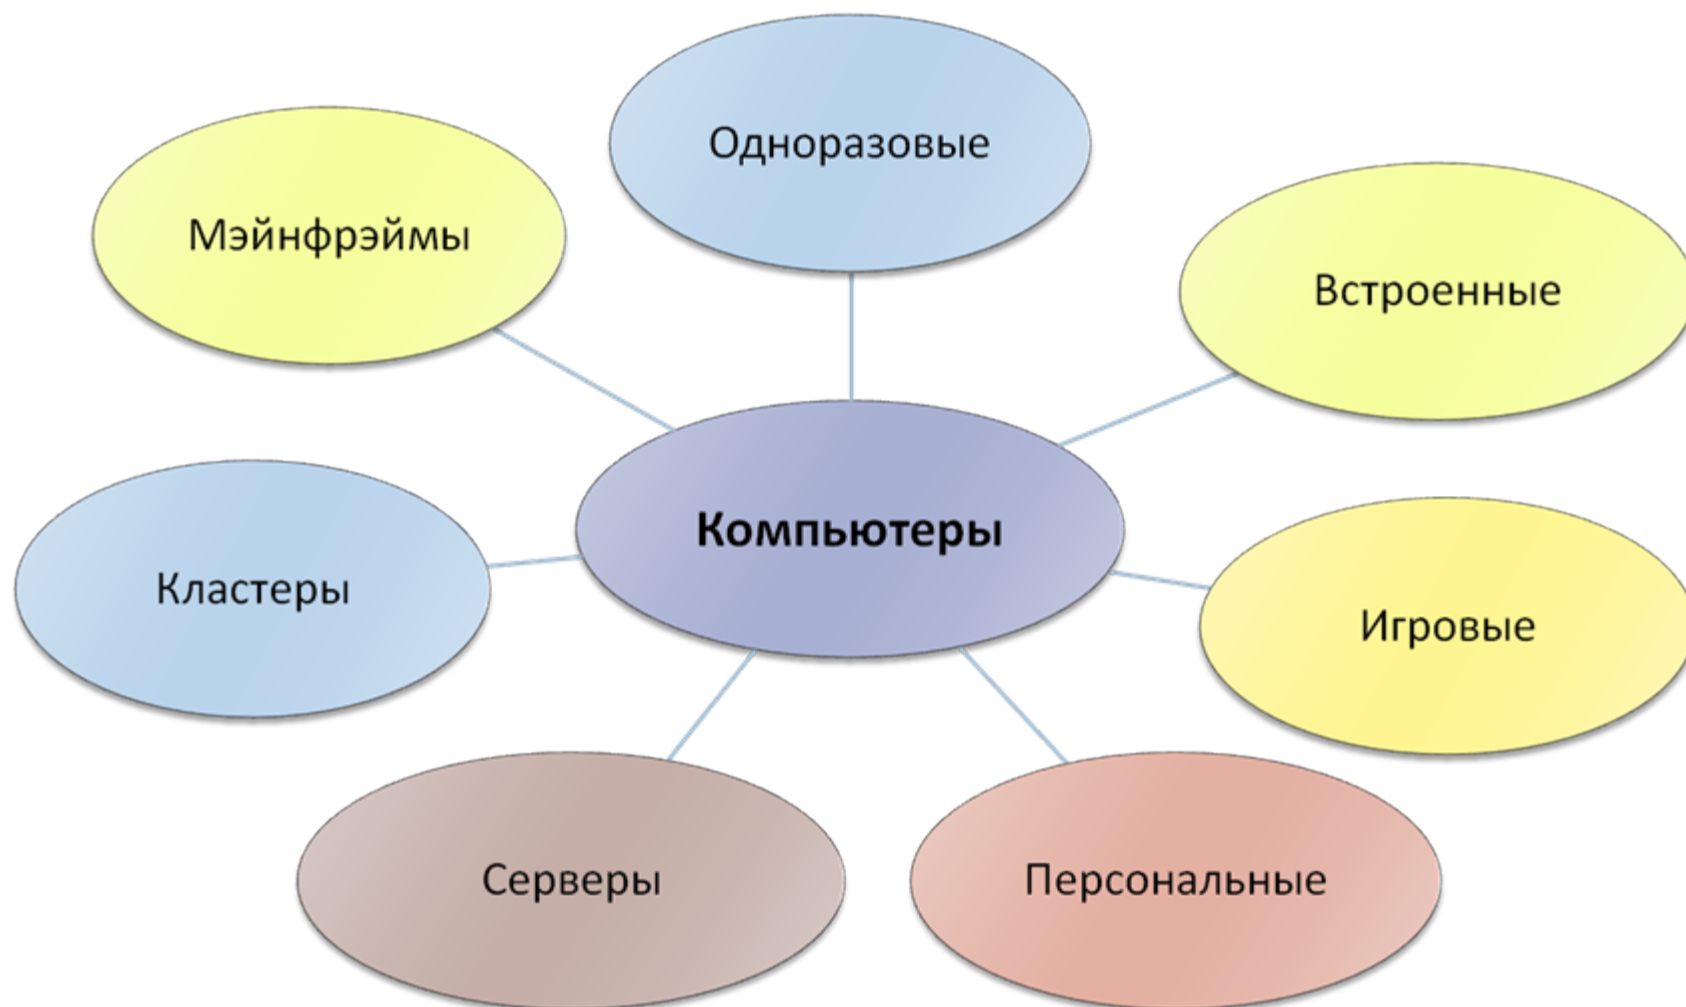 Одноразовые
Мэйнфрэймы
Встроенные
Компьютеры
Кластеры
Игровые
Серверы
Персональные